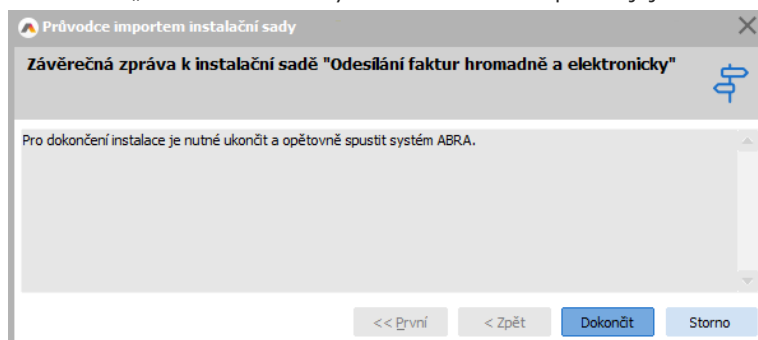 Průvodce importem instalační sady
Závěrečná zpráva k instalační sadě "Odesílání faktur hromadně a elektronicky"
Pro dokončení instalace je nutné ukončit a opětovně spustit systém ABRA.
<< První < Zpět Dokončit Storno